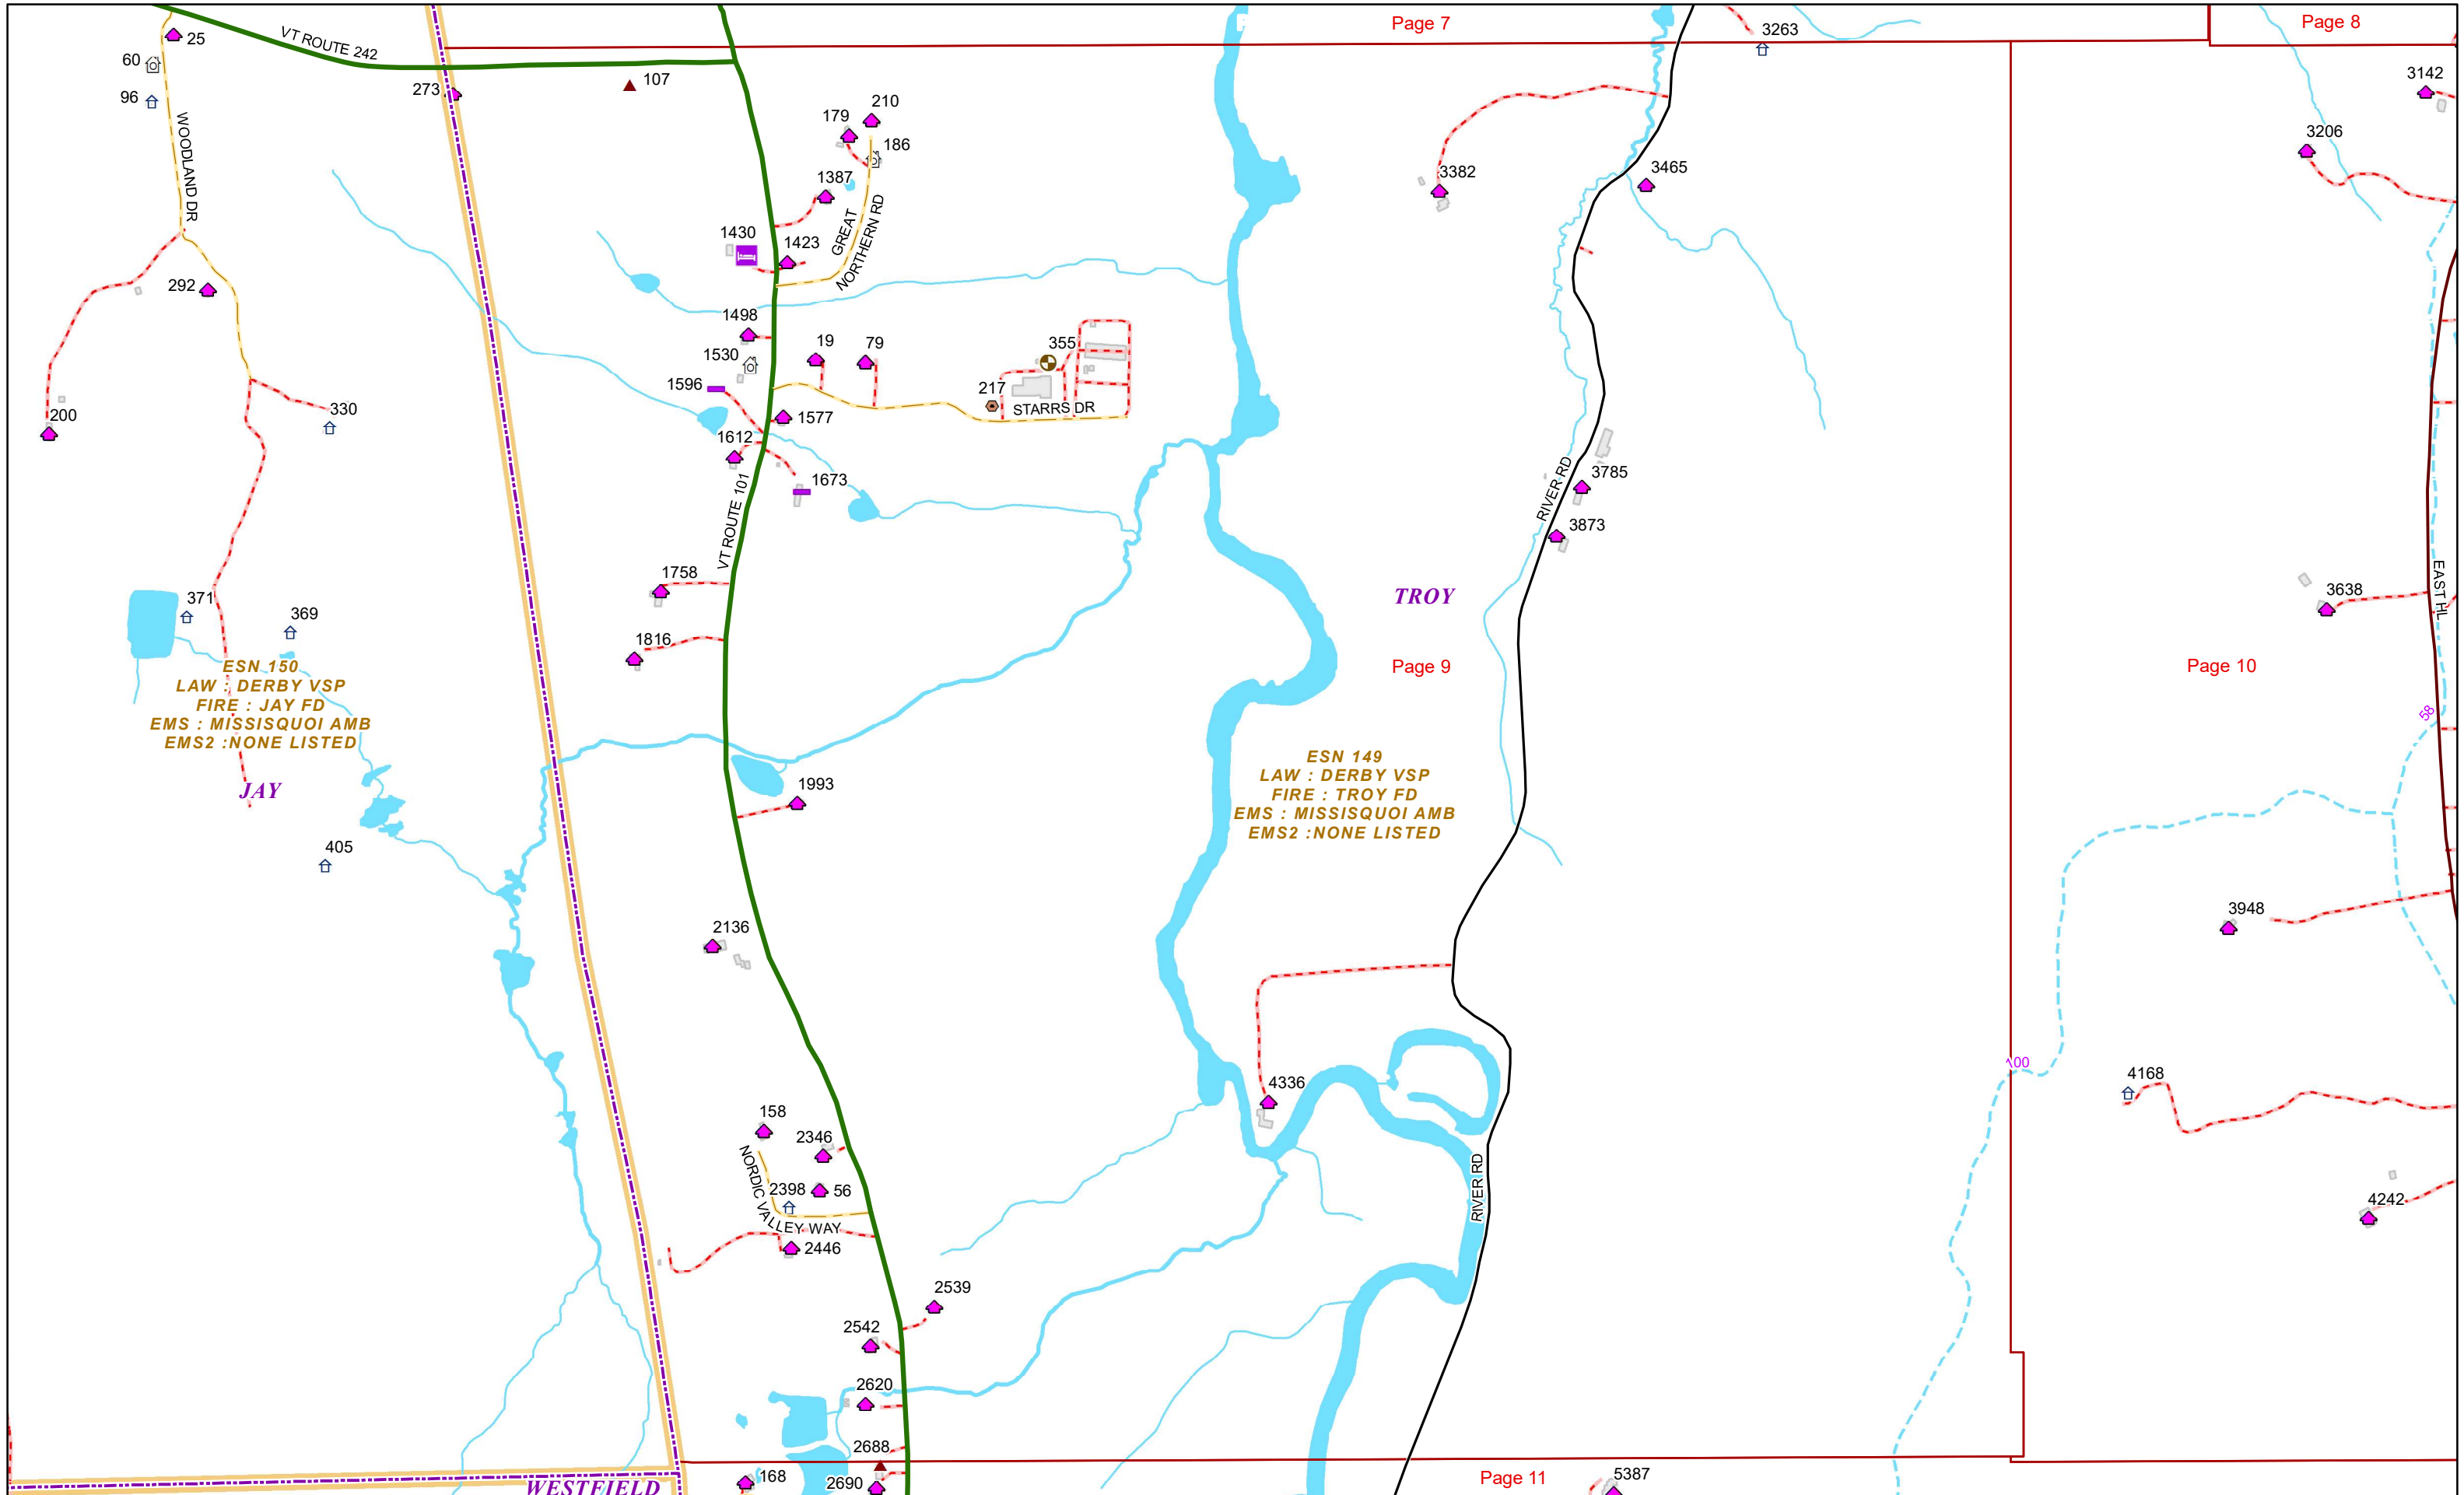 Page 7
Page 8
25
VT ROUTE 242
3263
60
273
107
3142
96
210
179
186
3206
WOODLAND DR
1387
3382
3465
GREAT
NORTHERN RD
1430
1423
292
1498
19
79
355
1530
1596
217
STARRS DR
200
330
1577
1612
1673
3785
VT ROUTE 101
RIVER RD
3873
1758
TROY
3638
EAST HL
371
369
1816
Page 9
Page 10
ESN 150
LAW : DERBY VSP
FIRE : JAY FD
EMS : MISSISQUOI AMB
EMS2 :NONE LISTED
58
JAY
ESN 149
LAW : DERBY VSP
FIRE : TROY FD
EMS : MISSISQUOI AMB
EMS2 :NONE LISTED
1993
405
2136
3948
100
4336
4168
158
2346
NORDIC VALLEY WAY
2398
56
RIVER RD
4242
2446
2539
2542
2620
2688
168
2690
Page 11
5387
WESTFIELD